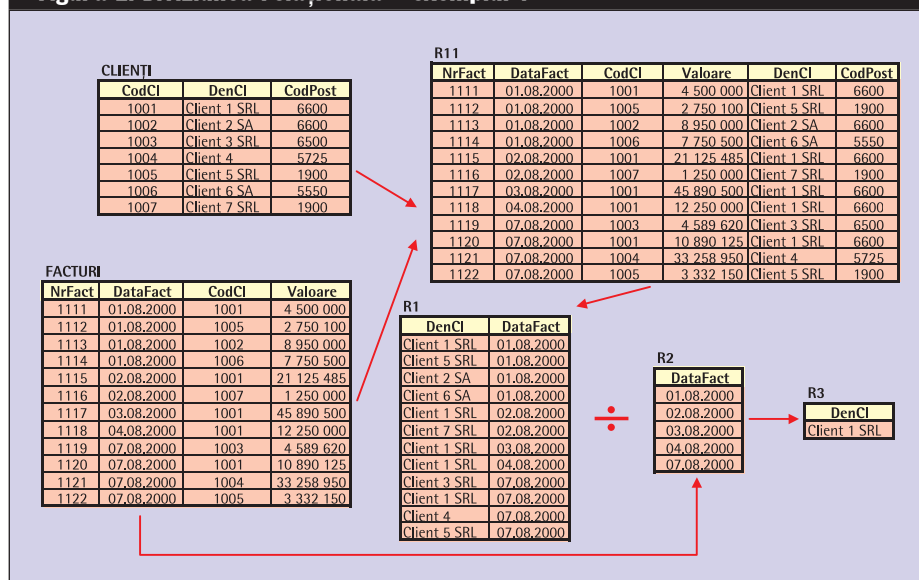 R11
NrFact DataFact CodCl Valoare DenCl CodPost
1111 01.08.2000 1001 4 500 000 Client 1 SRL 6600
1112 01.08.2000 1005 2 750 100 Client 5 SRL 1900
1113 01.08.2000 1002 8 950 000 Client 2 SA 6600
1114 01.08.2000 1006 7 750 500 Client 6 SA 5550
1115 02.08.2000 1001 21 125 485 Client 1 SRL 6600
1116 02.08.2000 1007 1 250 000 Client 7 SRL 1900
1117 03.08.2000 1001 45 890 500 Client 1 SRL 6600
1118 04.08.2000 1001 12 250 000 Client 1 SRL 6600
1119 07.08.2000 1003 4 589 620 Client 3 SRL 6500
1120 07.08.2000 1001 10 890 125 Client 1 SRL 6600
1121 07.08.2000 1004 33 258 950 Client 4 5725
1122 07.08.2000 1005 3 332 150 Client 5 SRL 1900
CLIENȚI
CodCl DenCl CodPost
1001 Client 1 SRL 6600
1002 Client 2 SA 6600
1003 Client 3 SRL 6500
1004 Client 4 5725
1005 Client 5 SRL 1900
1006 Client 6 SA 5550
1007 Client 7 SRL 1900
FACTURI
NrFact DataFact CodCl Valoare
1111 01.08.2000 1001 4 500 000
1112 01.08.2000 1005 2 750 100
1113 01.08.2000 1002 8 950 000
1114 01.08.2000 1006 7 750 500
1115 02.08.2000 1001 21 125 485
1116 02.08.2000 1007 1 250 000
1117 03.08.2000 1001 45 890 500
1118 04.08.2000 1001 12 250 000
1119 07.08.2000 1003 4 589 620
1120 07.08.2000 1001 10 890 125
1121 07.08.2000 1004 33 258 950
1122 07.08.2000 1005 3 332 150
R1
DenCl DataFact
Client 1 SRL 01.08.2000
Client 5 SRL 01.08.2000
Client 2 SA 01.08.2000
Client 6 SA 01.08.2000
Client 1 SRL 02.08.2000
Client 7 SRL 02.08.2000
Client 1 SRL 03.08.2000
Client 1 SRL 04.08.2000
Client 3 SRL 07.08.2000
Client 1 SRL 07.08.2000
Client 4 07.08.2000
Client 5 SRL 07.08.2000
÷
R2
DataFact
01.08.2000
02.08.2000
03.08.2000
04.08.2000
07.08.2000
R3
DenCl
Client 1 SRL